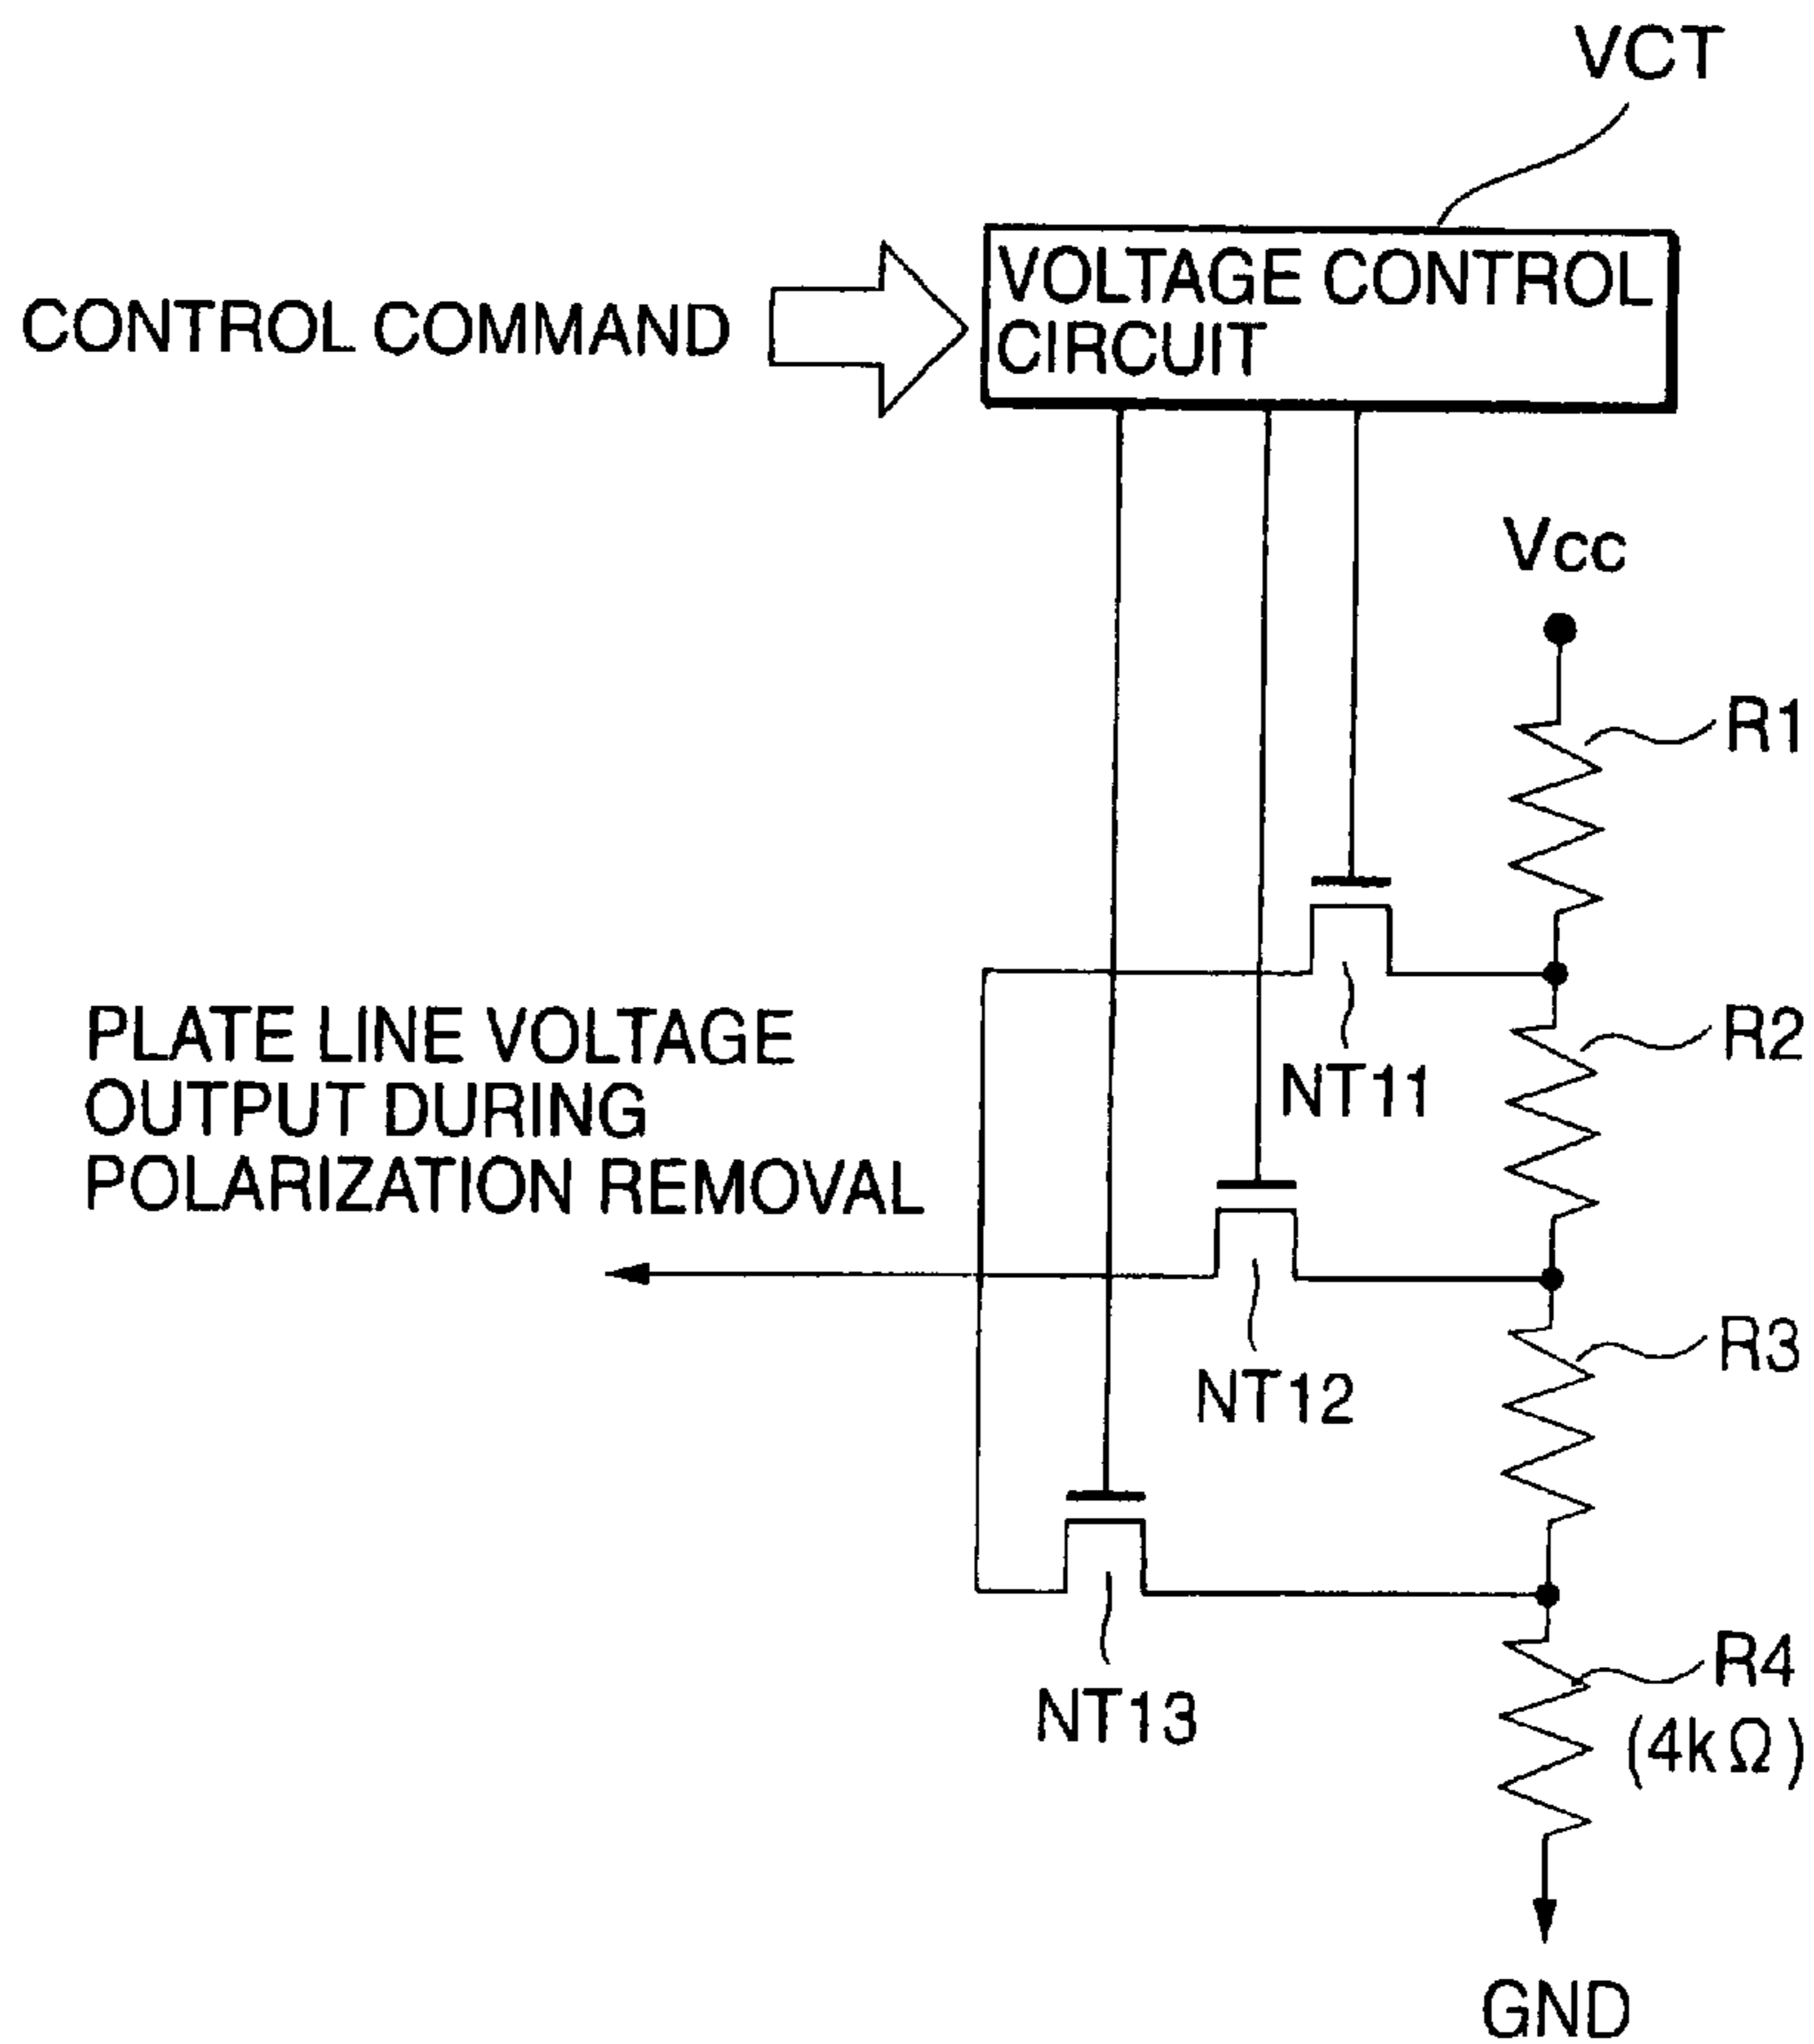 VCT
CONTROL COMMAND
VOLTAGE CONTROL
CIRCUIT
Vcc
R1
PLATE LINE VOLTAGE
OUTPUT DURING
POLARIZATION REMOVAL
R2
NT11
R3
NT12
R4
(4kΩ)
NT13
GND